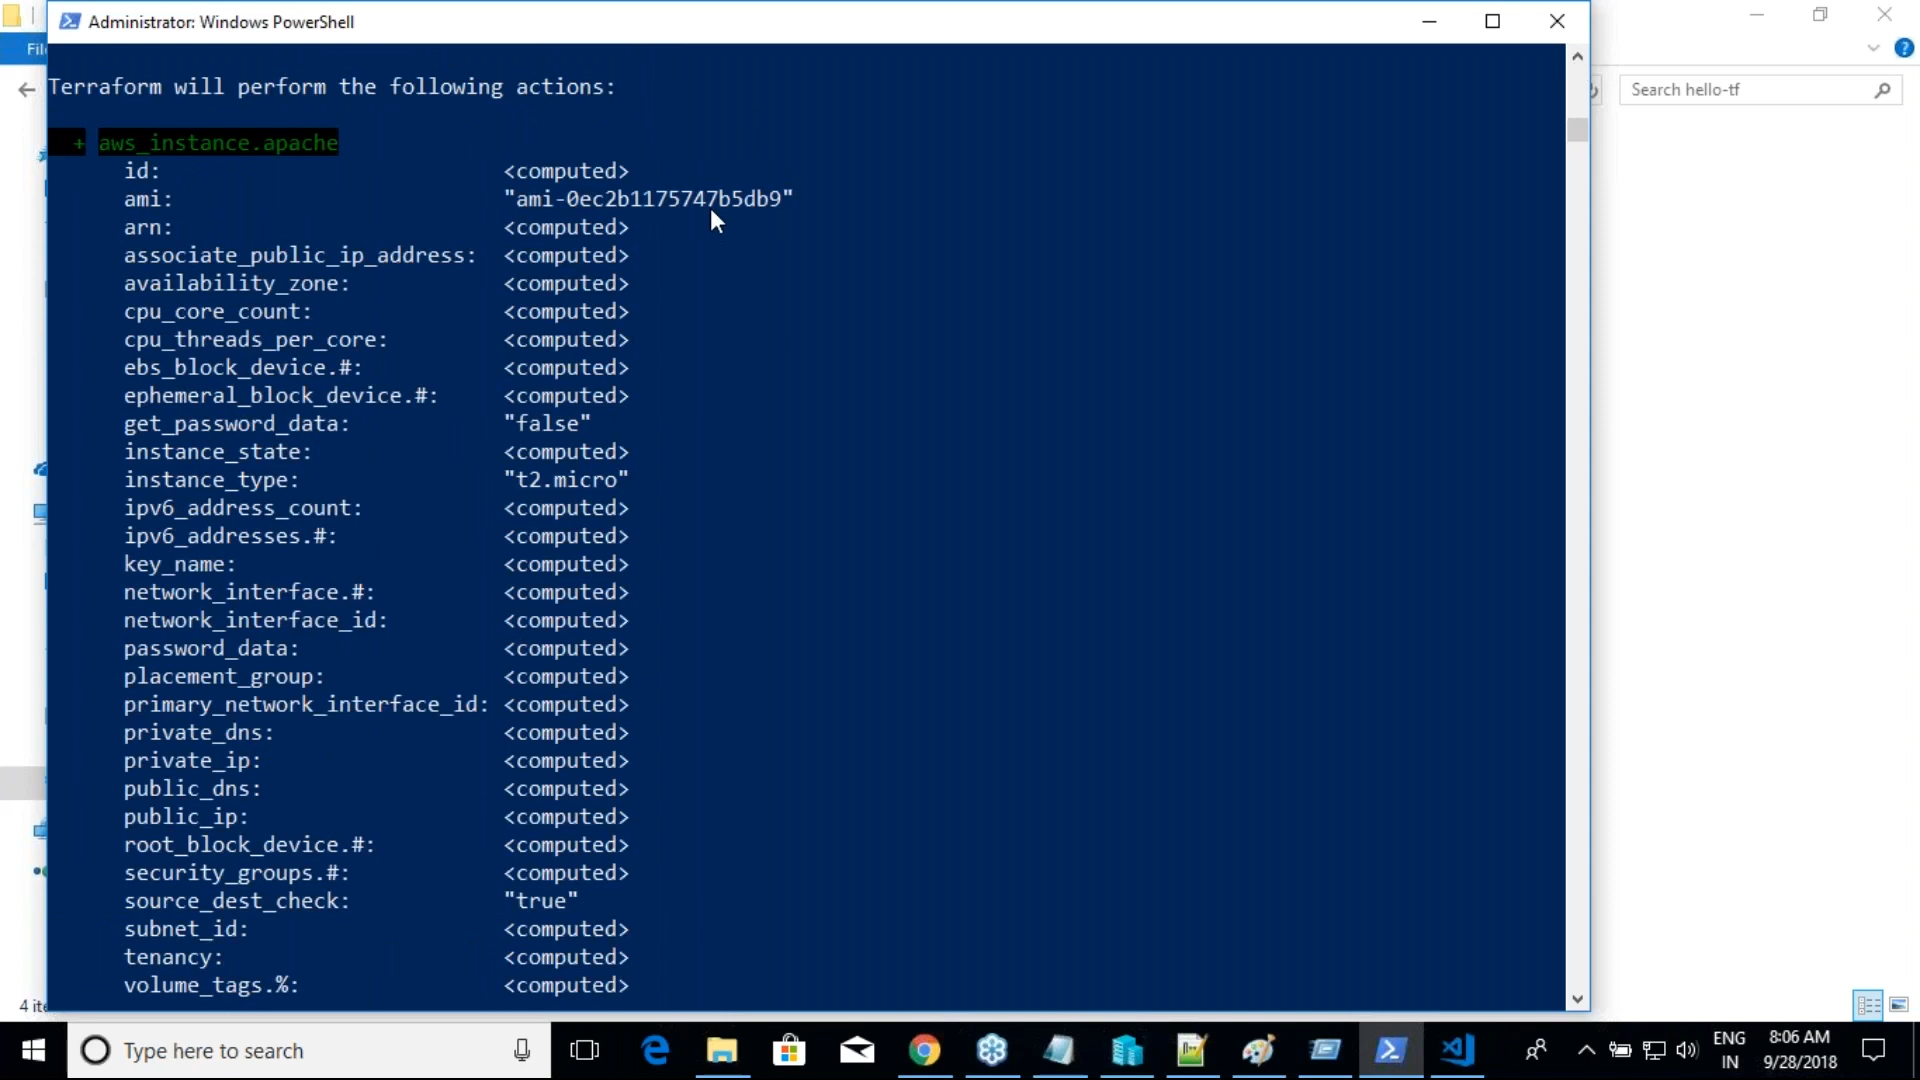 Administrator: Windows PowerShell
Terraform will perform the following actions:
+ aws_instance.apache
id: <computed>
ami: "ami-0ec2b1175747b5db9"
arn: <computed>
associate_public_ip_address: <computed>
availability_zone: <computed>
cpu_core_count: <computed>
cpu_threads_per_core: <computed>
ebs_block_device.#: <computed>
ephemeral_block_device.#: <computed>
get_password_data: "false"
instance_state: <computed>
instance_type: "t2.micro"
ipv6_address_count: <computed>
ipv6_addresses.#: <computed>
key_name: <computed>
network_interface.#: <computed>
network_interface_id: <computed>
password_data: <computed>
placement_group: <computed>
primary_network_interface_id: <computed>
private_dns: <computed>
private_ip: <computed>
public_dns: <computed>
public_ip: <computed>
root_block_device.#: <computed>
security_groups.#: <computed>
source_dest_check: "true"
subnet_id: <computed>
tenancy: <computed>
volume_tags.%: <computed>
Search hello-tf
Type here to search
ENG
IN
8:06 AM
9/28/2018